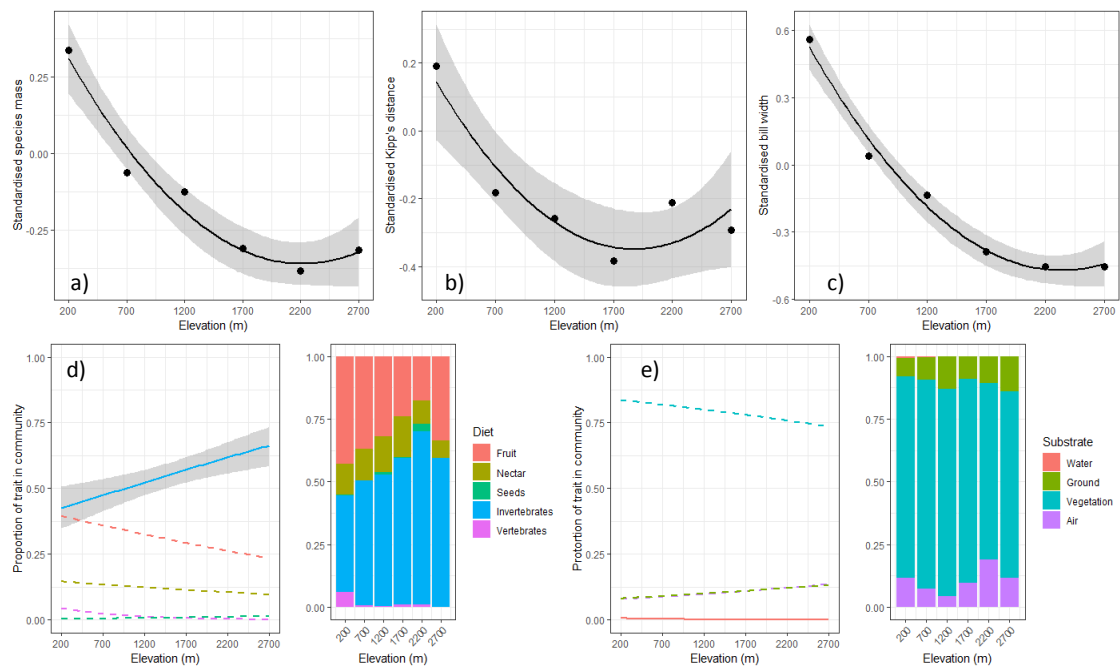 Standardised species mass
0.25
0.00
-0.25
a)
200
700
1200
1700
2200
2700
Elevation (m)
Standardised Kipp's distance
0.2
0.0
-0.2
-0.4
b)
200
700
1200
1700
2200
2700
Elevation (m)
Standardised bill width
0.6
0.3
0.0
-0.3
-0.6
c)
200
700
1200
1700
2200
2700
Elevation (m)
d)
Proportion of trait in community
1.00
0.75
0.50
0.25
0.00
200
700
1200
1700
2200
2700
Elevation (m)
1.00
0.75
0.50
0.25
0.00
200
700
1200
1700
2200
2700
Elevation (m)
Diet
Fruit
Nectar
Seeds
Invertebrates
Vertebrates
e)
Protortion of trait in community
1.00
0.75
0.50
0.25
0.00
200
700
1200
1700
2200
2700
Elevation (m)
1.00
0.75
0.50
0.25
0.00
200
700
1200
1700
2200
2700
Elevation (m)
Substrate
Water
Ground
Vegetation
Air